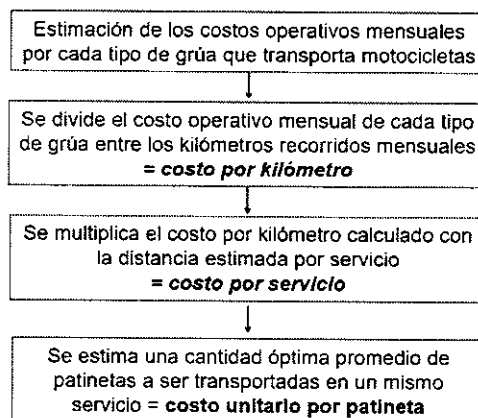 Estimación de los costos operativos mensuales
por cada tipo de grúa que transporta motocicletas
Se divide el costo operativo mensual de cada tipo
de grúa entre los kilómetros recorridos mensuales
= costo por kilómetro
Se multiplica el costo por kilómetro calculado con
la distancia estimada por servicio
= costo por servicio
Se estima una cantidad óptima promedio de
patinetas a ser transportadas en un mismo
servicio = costo unitario por patineta